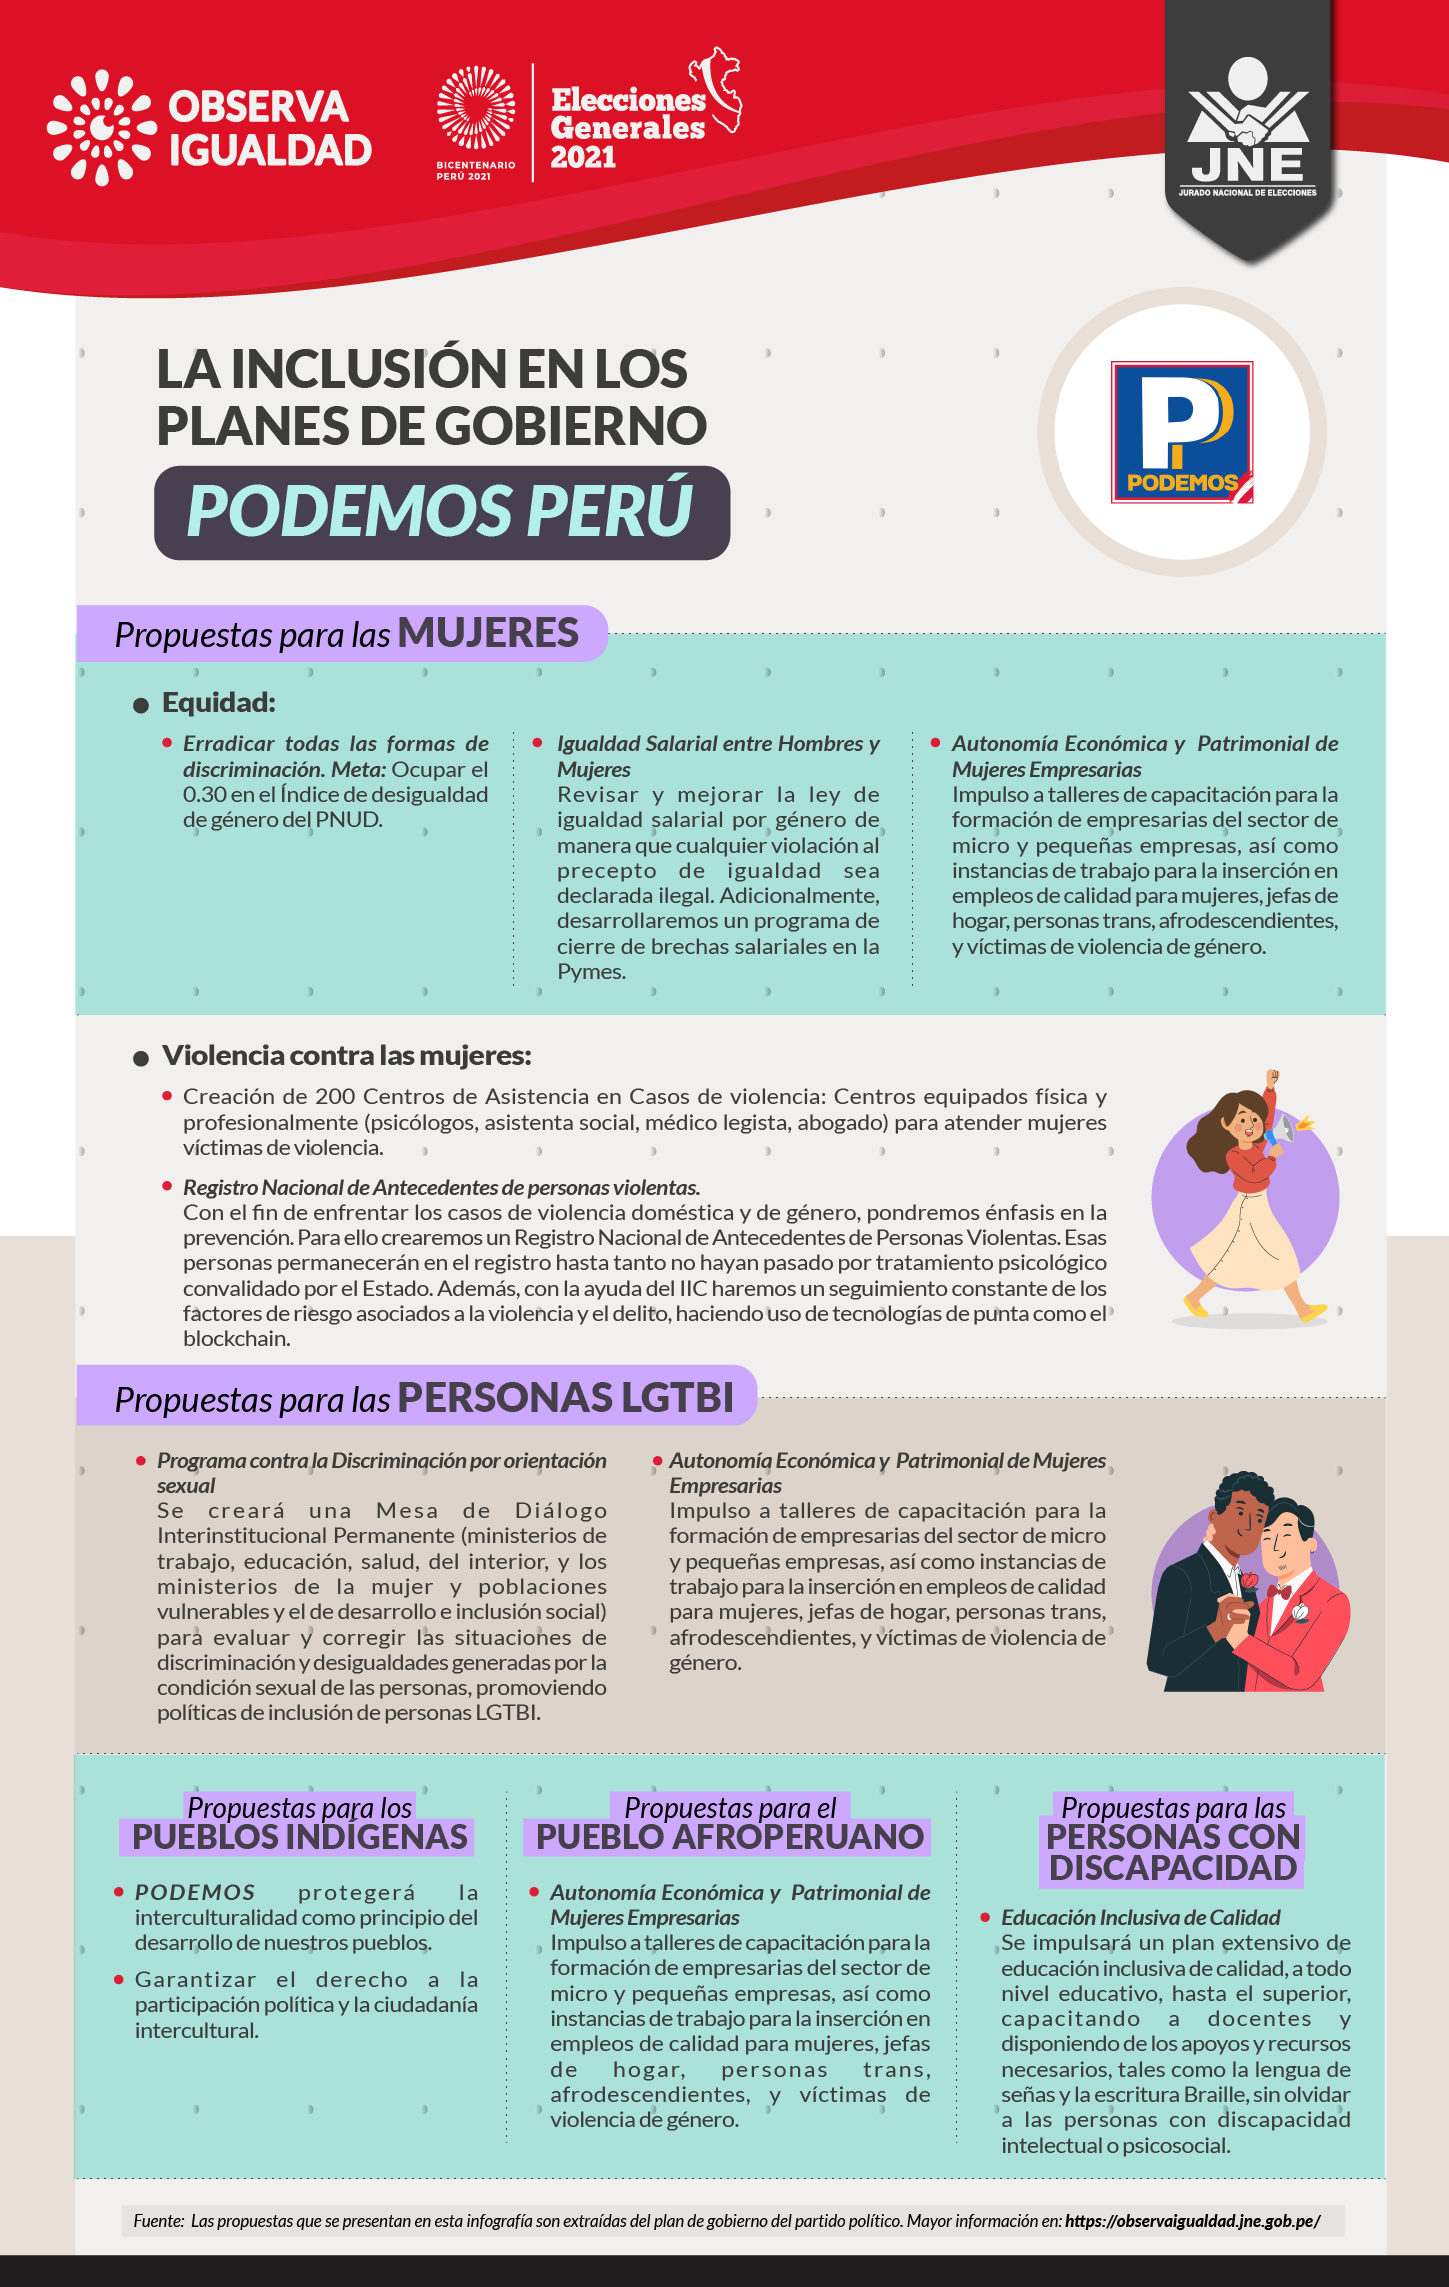 OBSERVA
IGUALDAD
BICENTENARIO
PERÚ 2021
Elecciones
Generales
2021
JNE
JURADO NACIONAL DE ELECCIONES
LA INCLUSIÓN EN LOS
PLANES DE GOBIERNO
PODEMOS PERÚ
P
PODEMOS
Propuestas para las MUJERES
Equidad:
Erradicar todas las formas de
discriminación. Meta: Ocupar el
0.30 en el Índice de desigualdad
de género del PNUD.
Igualdad Salarial entre Hombres y
Mujeres
Revisar y mejorar la ley de
igualdad salarial por género de
manera que cualquier violación al
precepto de igualdad sea
declarada ilegal. Adicionalmente,
desarrollaremos un programa de
cierre de brechas salariales en la
Pymes.
Autonomía Económica y Patrimonial de
Mujeres Empresarias
Impulso a talleres de capacitación para la
formación de empresarias del sector de
micro y pequeñas empresas, así como
instancias de trabajo para la inserción en
empleos de calidad para mujeres, jefas de
hogar, personas trans, afrodescendientes,
y víctimas de violencia de género.
Violencia contra las mujeres:
Creación de 200 Centros de Asistencia en Casos de violencia: Centros equipados física y
profesionalmente (psicólogos, asistenta social, médico legista, abogado) para atender mujeres
víctimas de violencia.
Registro Nacional de Antecedentes de personas violentas.
Con el fin de enfrentar los casos de violencia doméstica y de género, pondremos énfasis en la
prevención. Para ello crearemos un Registro Nacional de Antecedentes de Personas Violentas. Esas
personas permanecerán en el registro hasta tanto no hayan pasado por tratamiento psicológico
convalidado por el Estado. Además, con la ayuda del IIC haremos un seguimiento constante de los
factores de riesgo asociados a la violencia y el delito, haciendo uso de tecnologías de punta como el
blockchain.
Propuestas para las PERSONAS LGTBI
Programa contra la Discriminación por orientación
sexual
Se creará una Mesa de Diálogo
Interinstitucional Permanente (ministerios de
trabajo, educación, salud, del interior, y los
ministerios de la mujer y poblaciones
vulnerables y el de desarrollo e inclusión social)
para evaluar y corregir las situaciones de
discriminación y desigualdades generadas por la
condición sexual de las personas, promoviendo
políticas de inclusión de personas LGTBI.
Autonomía Económica y Patrimonial de Mujeres
Empresarias
Impulso a talleres de capacitación para la
formación de empresarias del sector de micro
y pequeñas empresas, así como instancias de
trabajo para la inserción en empleos de calidad
para mujeres, jefas de hogar, personas trans,
afrodescendientes, y víctimas de violencia de
género.
Propuestas para los
PUEBLOS INDÍGENAS
PODEMOS protegerá la
interculturalidad como principio del
desarrollo de nuestros pueblos.
Garantizar el derecho a la
participación política y la ciudadanía
intercultural.
Propuestas para el
PUEBLO AFROPERUANO
Autonomía Económica y Patrimonial de
Mujeres Empresarias
Impulso a talleres de capacitación para la
formación de empresarias del sector de
micro y pequeñas empresas, así como
instancias de trabajo para la inserción en
empleos de calidad para mujeres, jefas
de hogar, personas trans,
afrodescendientes, y víctimas de
violencia de género.
Propuestas para las
PERSONAS CON
DISCAPACIDAD
Educación Inclusiva de Calidad
Se impulsará un plan extensivo de
educación inclusiva de calidad, a todo
nivel educativo, hasta el superior,
capacitando a docentes y
disponiendo de los apoyos y recursos
necesarios, tales como la lengua de
señas y la escritura Braille, sin olvidar
a las personas con discapacidad
intelectual o psicosocial.
Fuente: Las propuestas que se presentan en esta infografía son extraídas del plan de gobierno del partido político. Mayor información en: https://observaigualdad.jne.gob.pe/